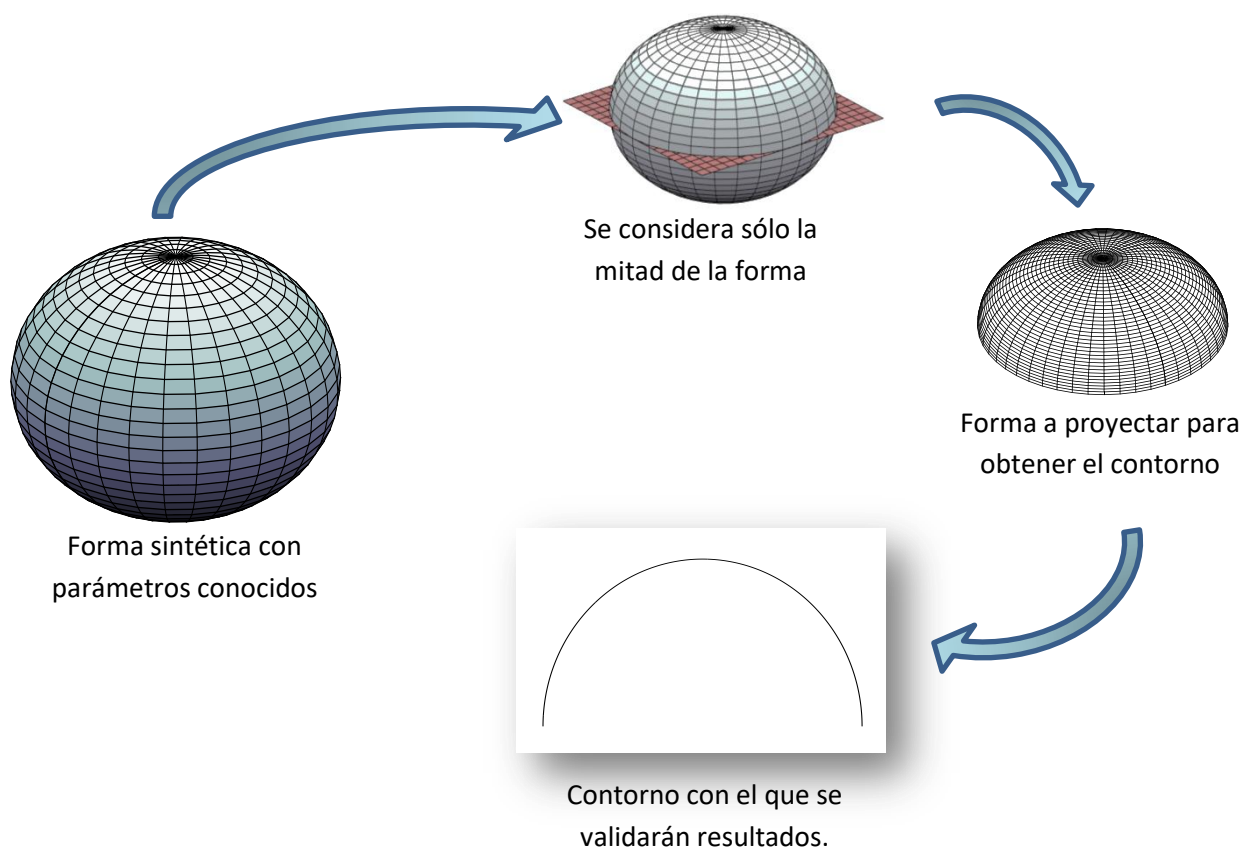 Forma sintética con
parámetros conocidos
Se considera sólo la
mitad de la forma
Forma a proyectar para
obtener el contorno
Contorno con el que se
validarán resultados.